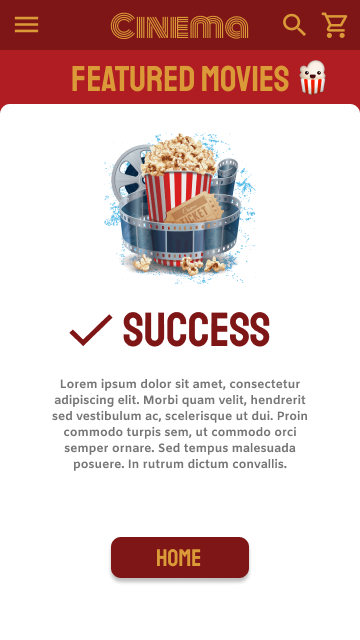 Cinema
FEATURED MOVIES
TICKET
SUCCESS
Lorem ipsum dolor sit amet, consectetur
adipiscing elit. Morbi quam velit, hendrerit
sed vestibulum ac, scelerisque ut dui. Proin
commodo turpis sem, ut commodo orci
semper ornare. Sed tempus malesuada
posuere. In rutrum dictum convallis.
HOME